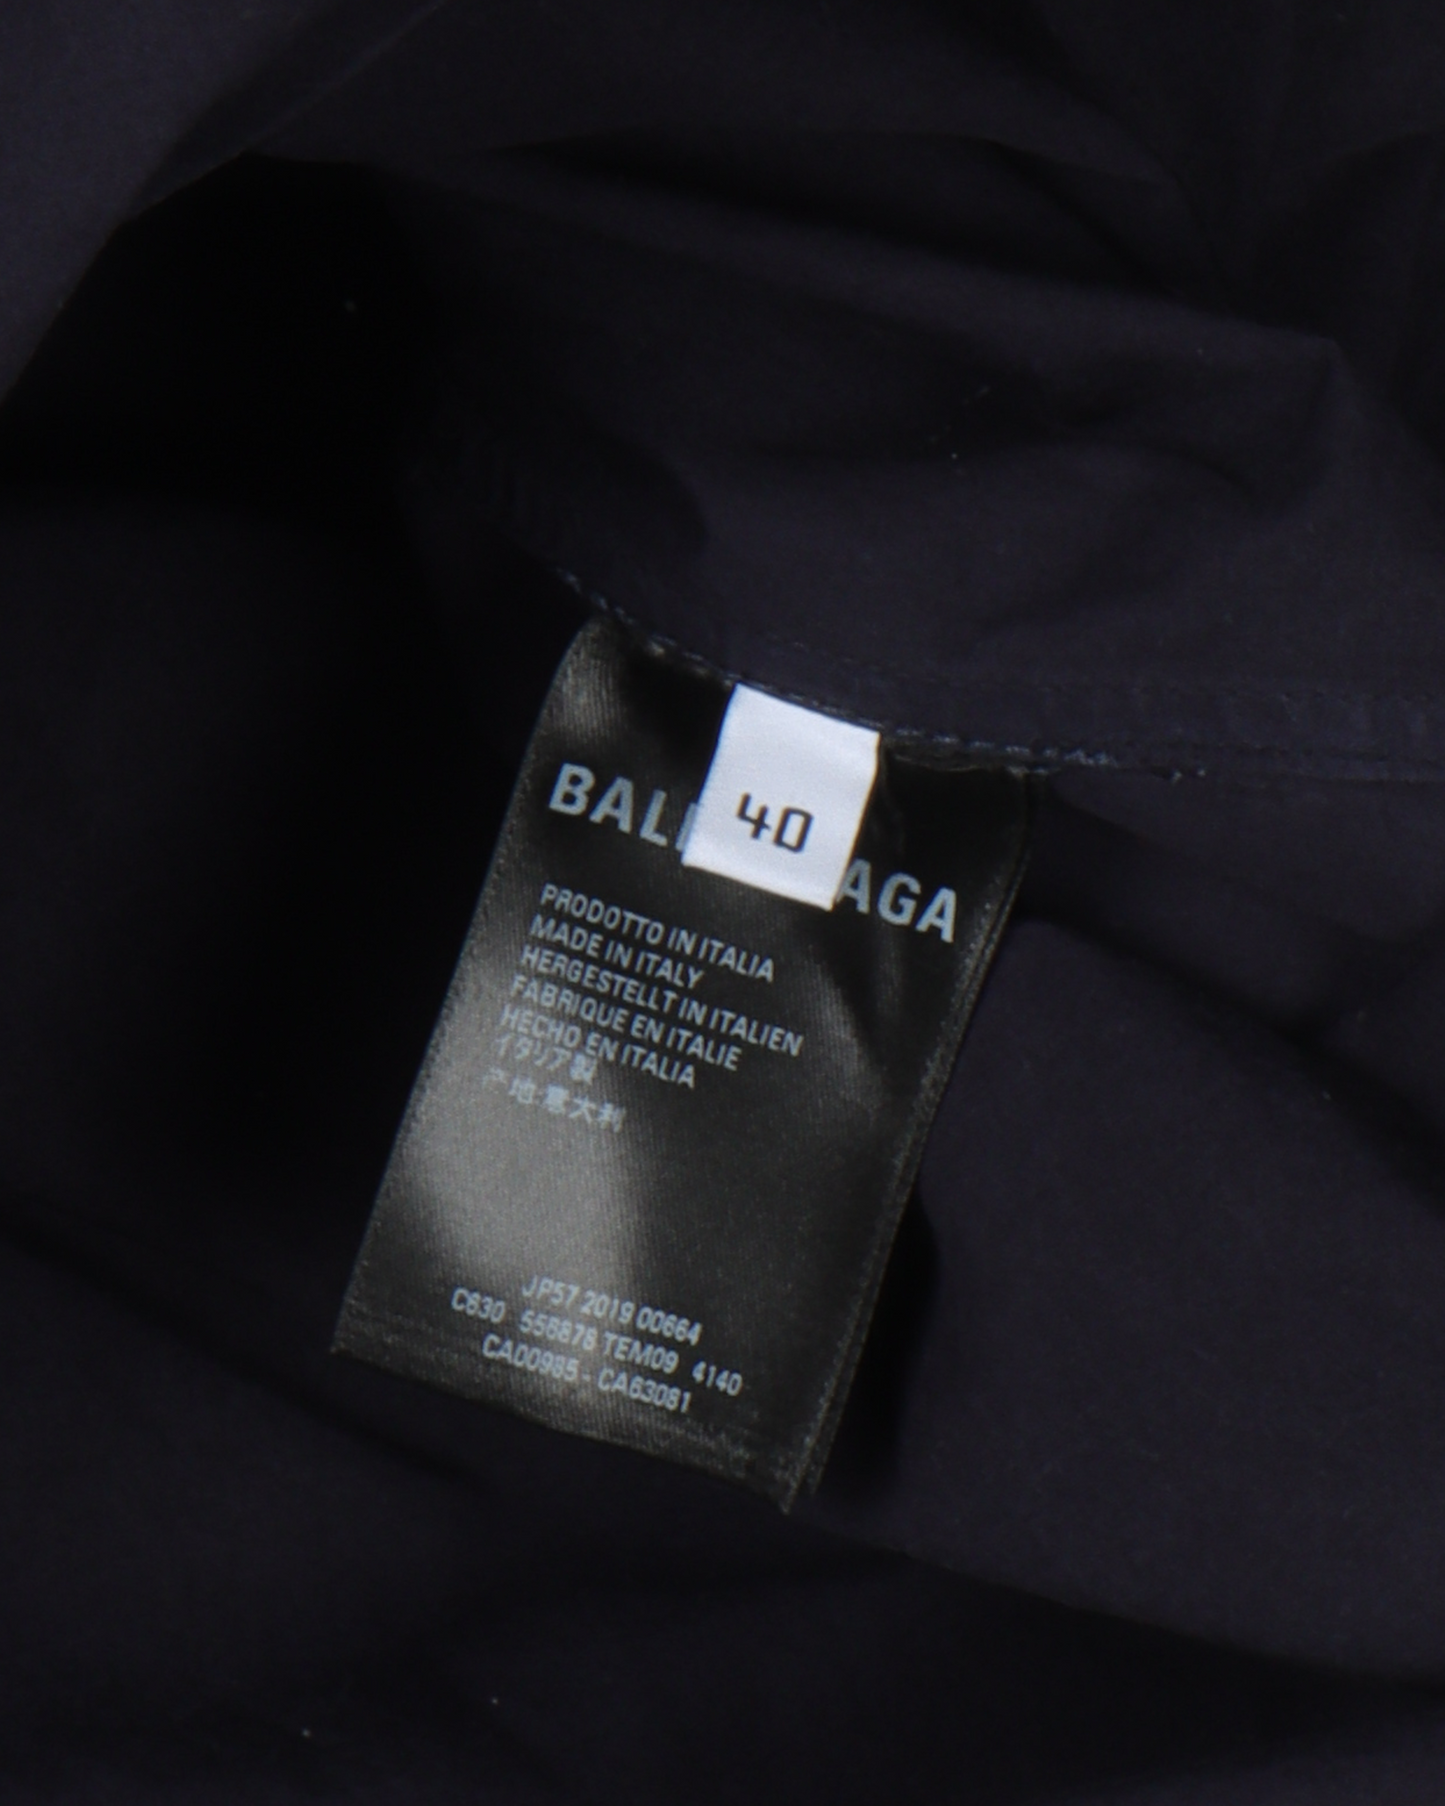 40
BAL AGA
PRODOTTO IN ITALIA
MADE IN ITALY
HERGESTELLT IN ITALIEN
FABRIQUE EN ITALIE
HECHO EN ITALIA
イタリア製
产地:意大利
JP57 2019 00664
C630 556876 TEM09 4140
CA00985 - CA63081